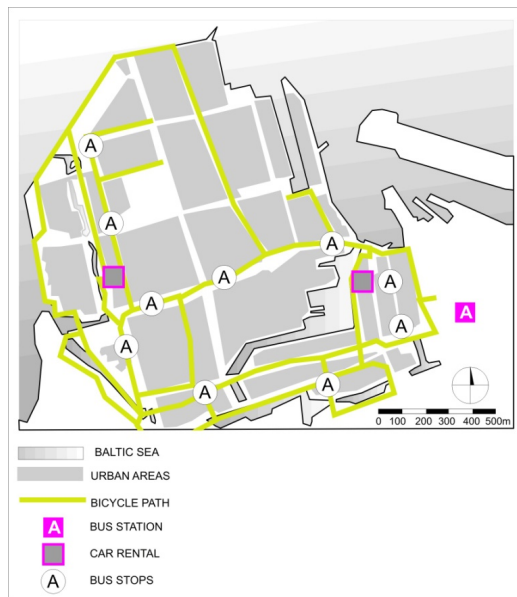 A
A
A
A
A
A
A
A
A
A
A
0 100 200 300 400 500m
BALTIC SEA
URBAN AREAS
BICYCLE PATH
A BUS STATION
CAR RENTAL
A BUS STOPS